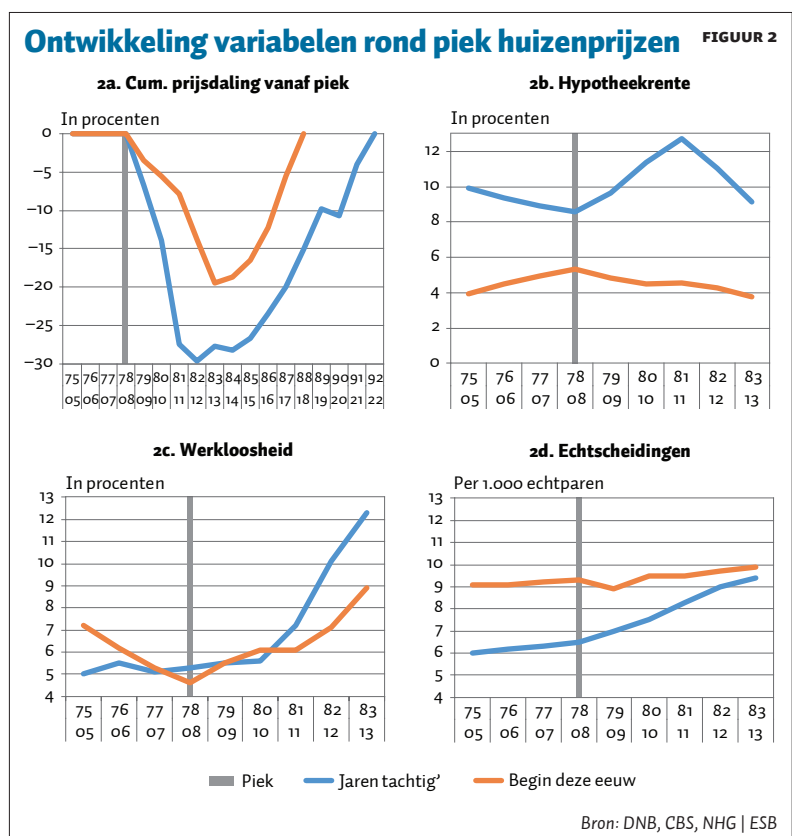 Ontwikkeling variabelen rond piek huizenprijzen FIGUUR 2
2a. Cum. prijsdaling vanaf piek
In procenten
0
−5
−10
−15
−20
−25
−30
75 76 77 78 79 80 81 82 83 84 85 86 87 88 89 90 91 92
05 06 07 08 09 10 11 12 13 14 15 16 17 18 19 20 21 22
2b. Hypotheekrente
In procenten
12
10
8
6
4
2
0
75 76 77 78 79 80 81 82 83
05 06 07 08 09 10 11 12 13
2c. Werkloosheid
In procenten
13
12
11
10
9
8
7
6
5
4
75 76 77 78 79 80 81 82 83
05 06 07 08 09 10 11 12 13
2d. Echtscheidingen
Per 1.000 echtparen
13
12
11
10
9
8
7
6
5
4
75 76 77 78 79 80 81 82 83
05 06 07 08 09 10 11 12 13
Piek Jaren tachtig’ Begin deze eeuw
Bron: DNB, CBS, NHG | ESB